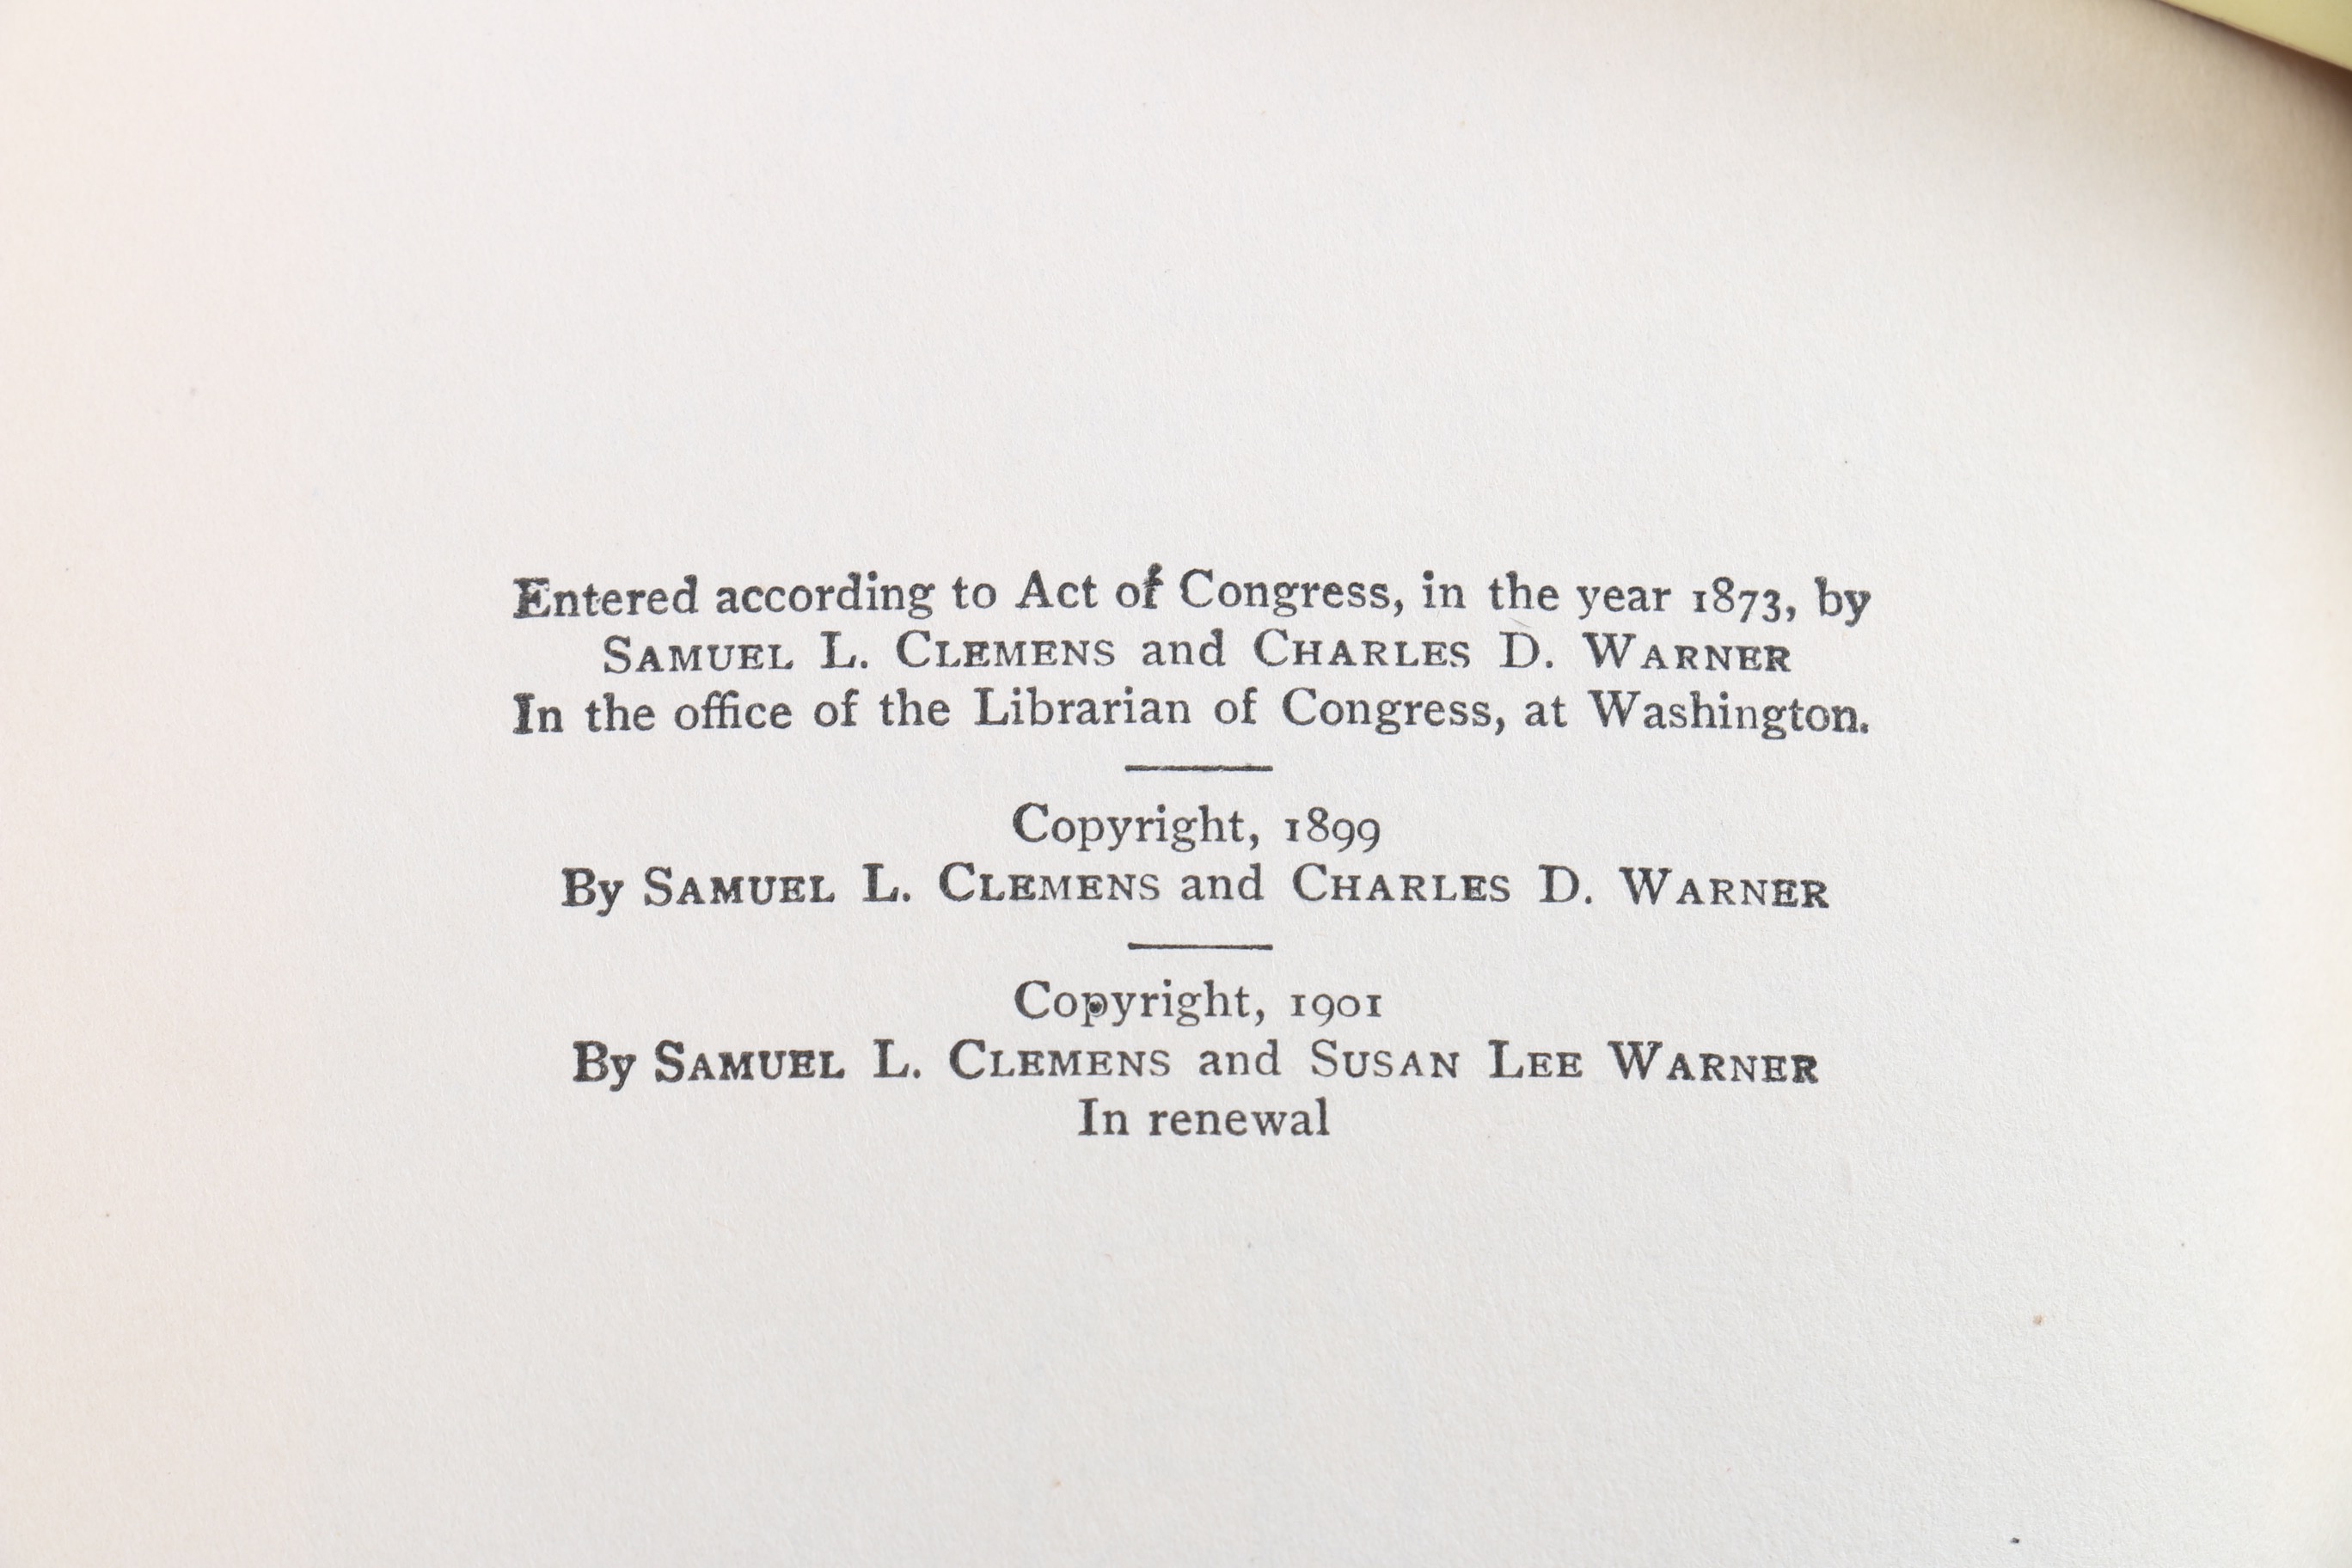 Entered according to Act of Congress, in the year 1873, by
SAMUEL L. CLEMENS and CHARLES D. WARNER
In the office of the Librarian of Congress, at Washington.
Copyright, 1899
By SAMUEL L. CLEMENS and CHARLES D. WARNER
Copyright, 1901
By SAMUEL L. CLEMENS and SUSAN LEE WARNER
In renewal